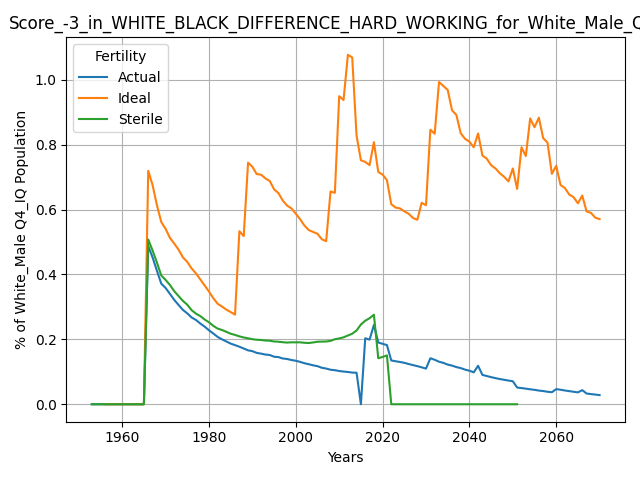 Score_-3_in_WHITE_BLACK_DIFFERENCE_HARD_WORKING_for_White_Male_Q
Fertility
Actual
Ideal
Sterile
1.0
0.8
0.6
0.4
0.2
0.0
% of White_Male Q4_IQ Population
1960
1980
2000
2020
2040
2060
Years